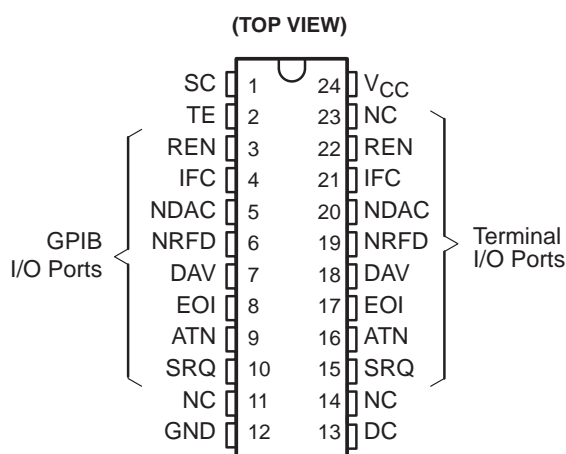 (TOP VIEW)
SC 1 24 VCC
TE 2 23 NC
REN 3 22 REN
IFC 4 21 IFC
NDAC 5 20 NDAC
NRFD 6 19 NRFD
DAV 7 18 DAV
EOI 8 17 EOI
ATN 9 16 ATN
SRQ 10 15 SRQ
NC 11 14 NC
GND 12 13 DC
GPIB
I/O Ports
Terminal
I/O Ports